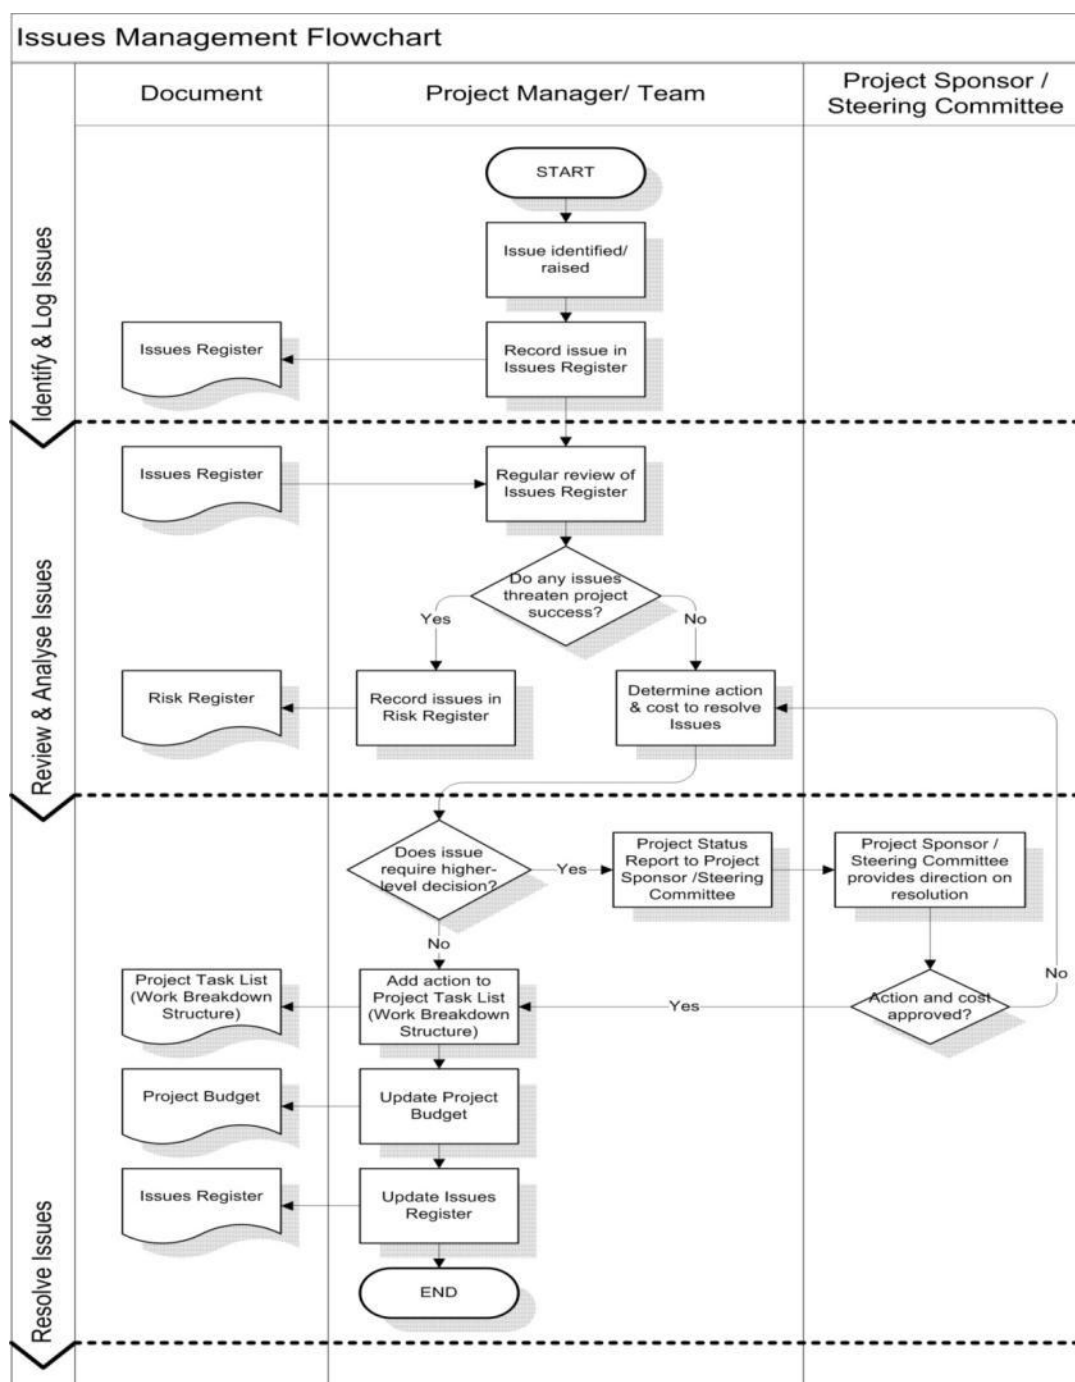 Issues Management Flowchart
Document
Project Manager/ Team
Project Sponsor /
Steering Committee
Identify & Log Issues
START
Issue identified/
raised
Issues Register
Record issue in
Issues Register
Review & Analyse Issues
Issues Register
Regular review of
Issues Register
Do any issues
threaten project
success?
Yes
No
Risk Register
Record issues in
Risk Register
Determine action
& cost to resolve
Issues
Resolve Issues
Does issue
require higher-
level decision?
Yes
Project Status
Report to Project
Sponsor /Steering
Committee
Project Sponsor /
Steering Committee
provides direction on
resolution
No
No
Project Task List
(Work Breakdown
Structure)
Add action to
Project Task List
(Work Breakdown
Structure)
Yes
Action and cost
approved?
Project Budget
Update Project
Budget
Issues Register
Update Issues
Register
END